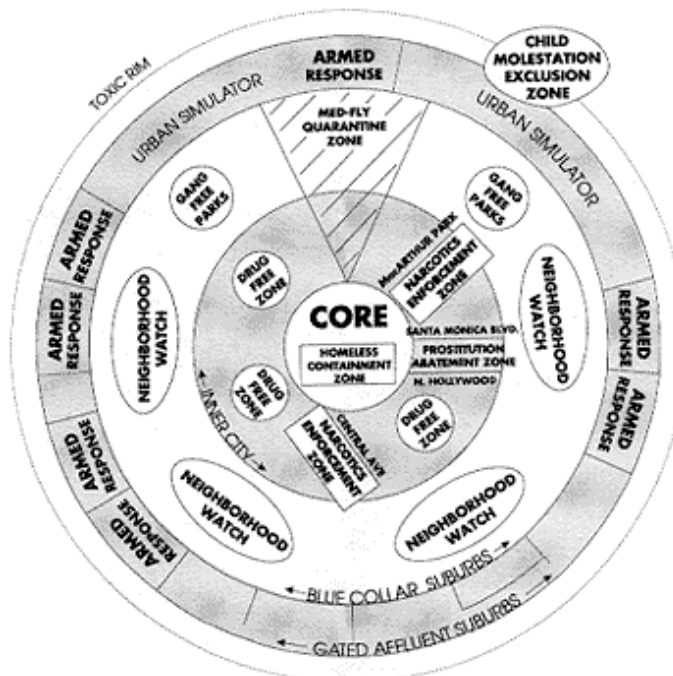 TOXIC RIM
URBAN SIMULATOR
ARMED
RESPONSE
CHILD
MOLESTATION
EXCLUSION
ZONE
URBAN SIMULATOR
MED-FLY
QUARANTINE
ZONE
GANG
FREE
PARKS
GANG
FREE
PARKS
ARMED
RESPONSE
ARMED
RESPONSE
NEIGHBORHOOD
WATCH
DRUG
FREE
ZONE
MacARTHUR PARK
NARCOTICS
ENFORCEMENT
ZONE
NEIGHBORHOOD
WATCH
ARMED
RESPONSE
ARMED
RESPONSE
CORE
HOMELESS
CONTAINMENT
ZONE
SANTA MONICA BLVD.
PROSTITUTION
ABATEMENT ZONE
N. HOLLYWOOD
DRUG
FREE
ZONE
INNER CITY
CENTRAL AVE
NARCOTICS
ENFORCEMENT
ZONE
DRUG
FREE
ZONE
ARMED
RESPONSE
ARMED
RESPONSE
NEIGHBORHOOD
WATCH
NEIGHBORHOOD
WATCH
BLUE COLLAR SUBURBS
GATED AFFLUENT SUBURBS